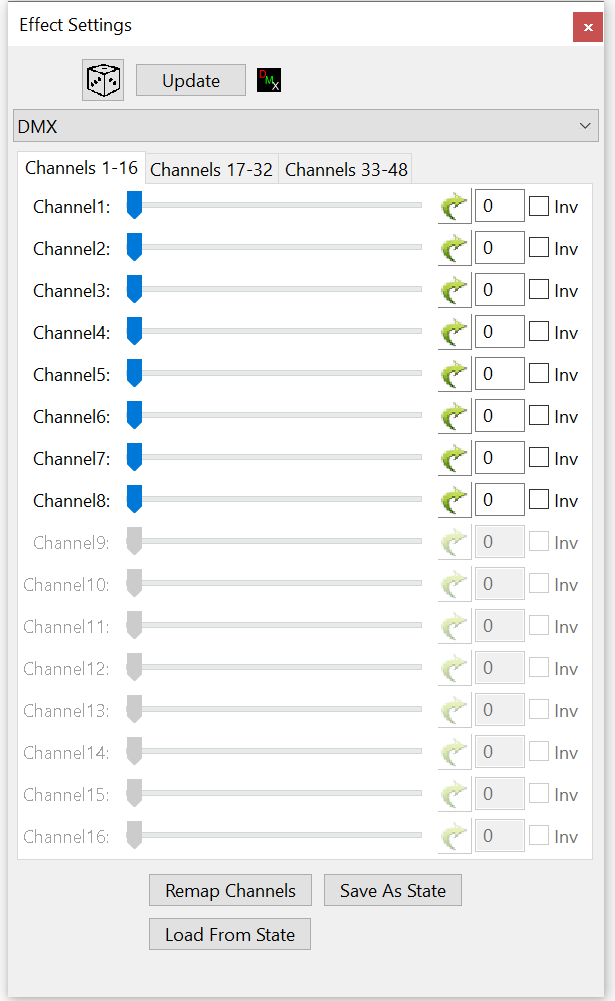 Effect Settings
Update
DMX
DMX
Channels 1-16 Channels 17-32 Channels 33-48
Channel1: 0 Inv
Channel2: 0 Inv
Channel3: 0 Inv
Channel4: 0 Inv
Channel5: 0 Inv
Channel6: 0 Inv
Channel7: 0 Inv
Channel8: 0 Inv
Channel9: 0 Inv
Channel10: 0 Inv
Channel11: 0 Inv
Channel12: 0 Inv
Channel13: 0 Inv
Channel14: 0 Inv
Channel15: 0 Inv
Channel16: 0 Inv
Remap Channels Save As State
Load From State